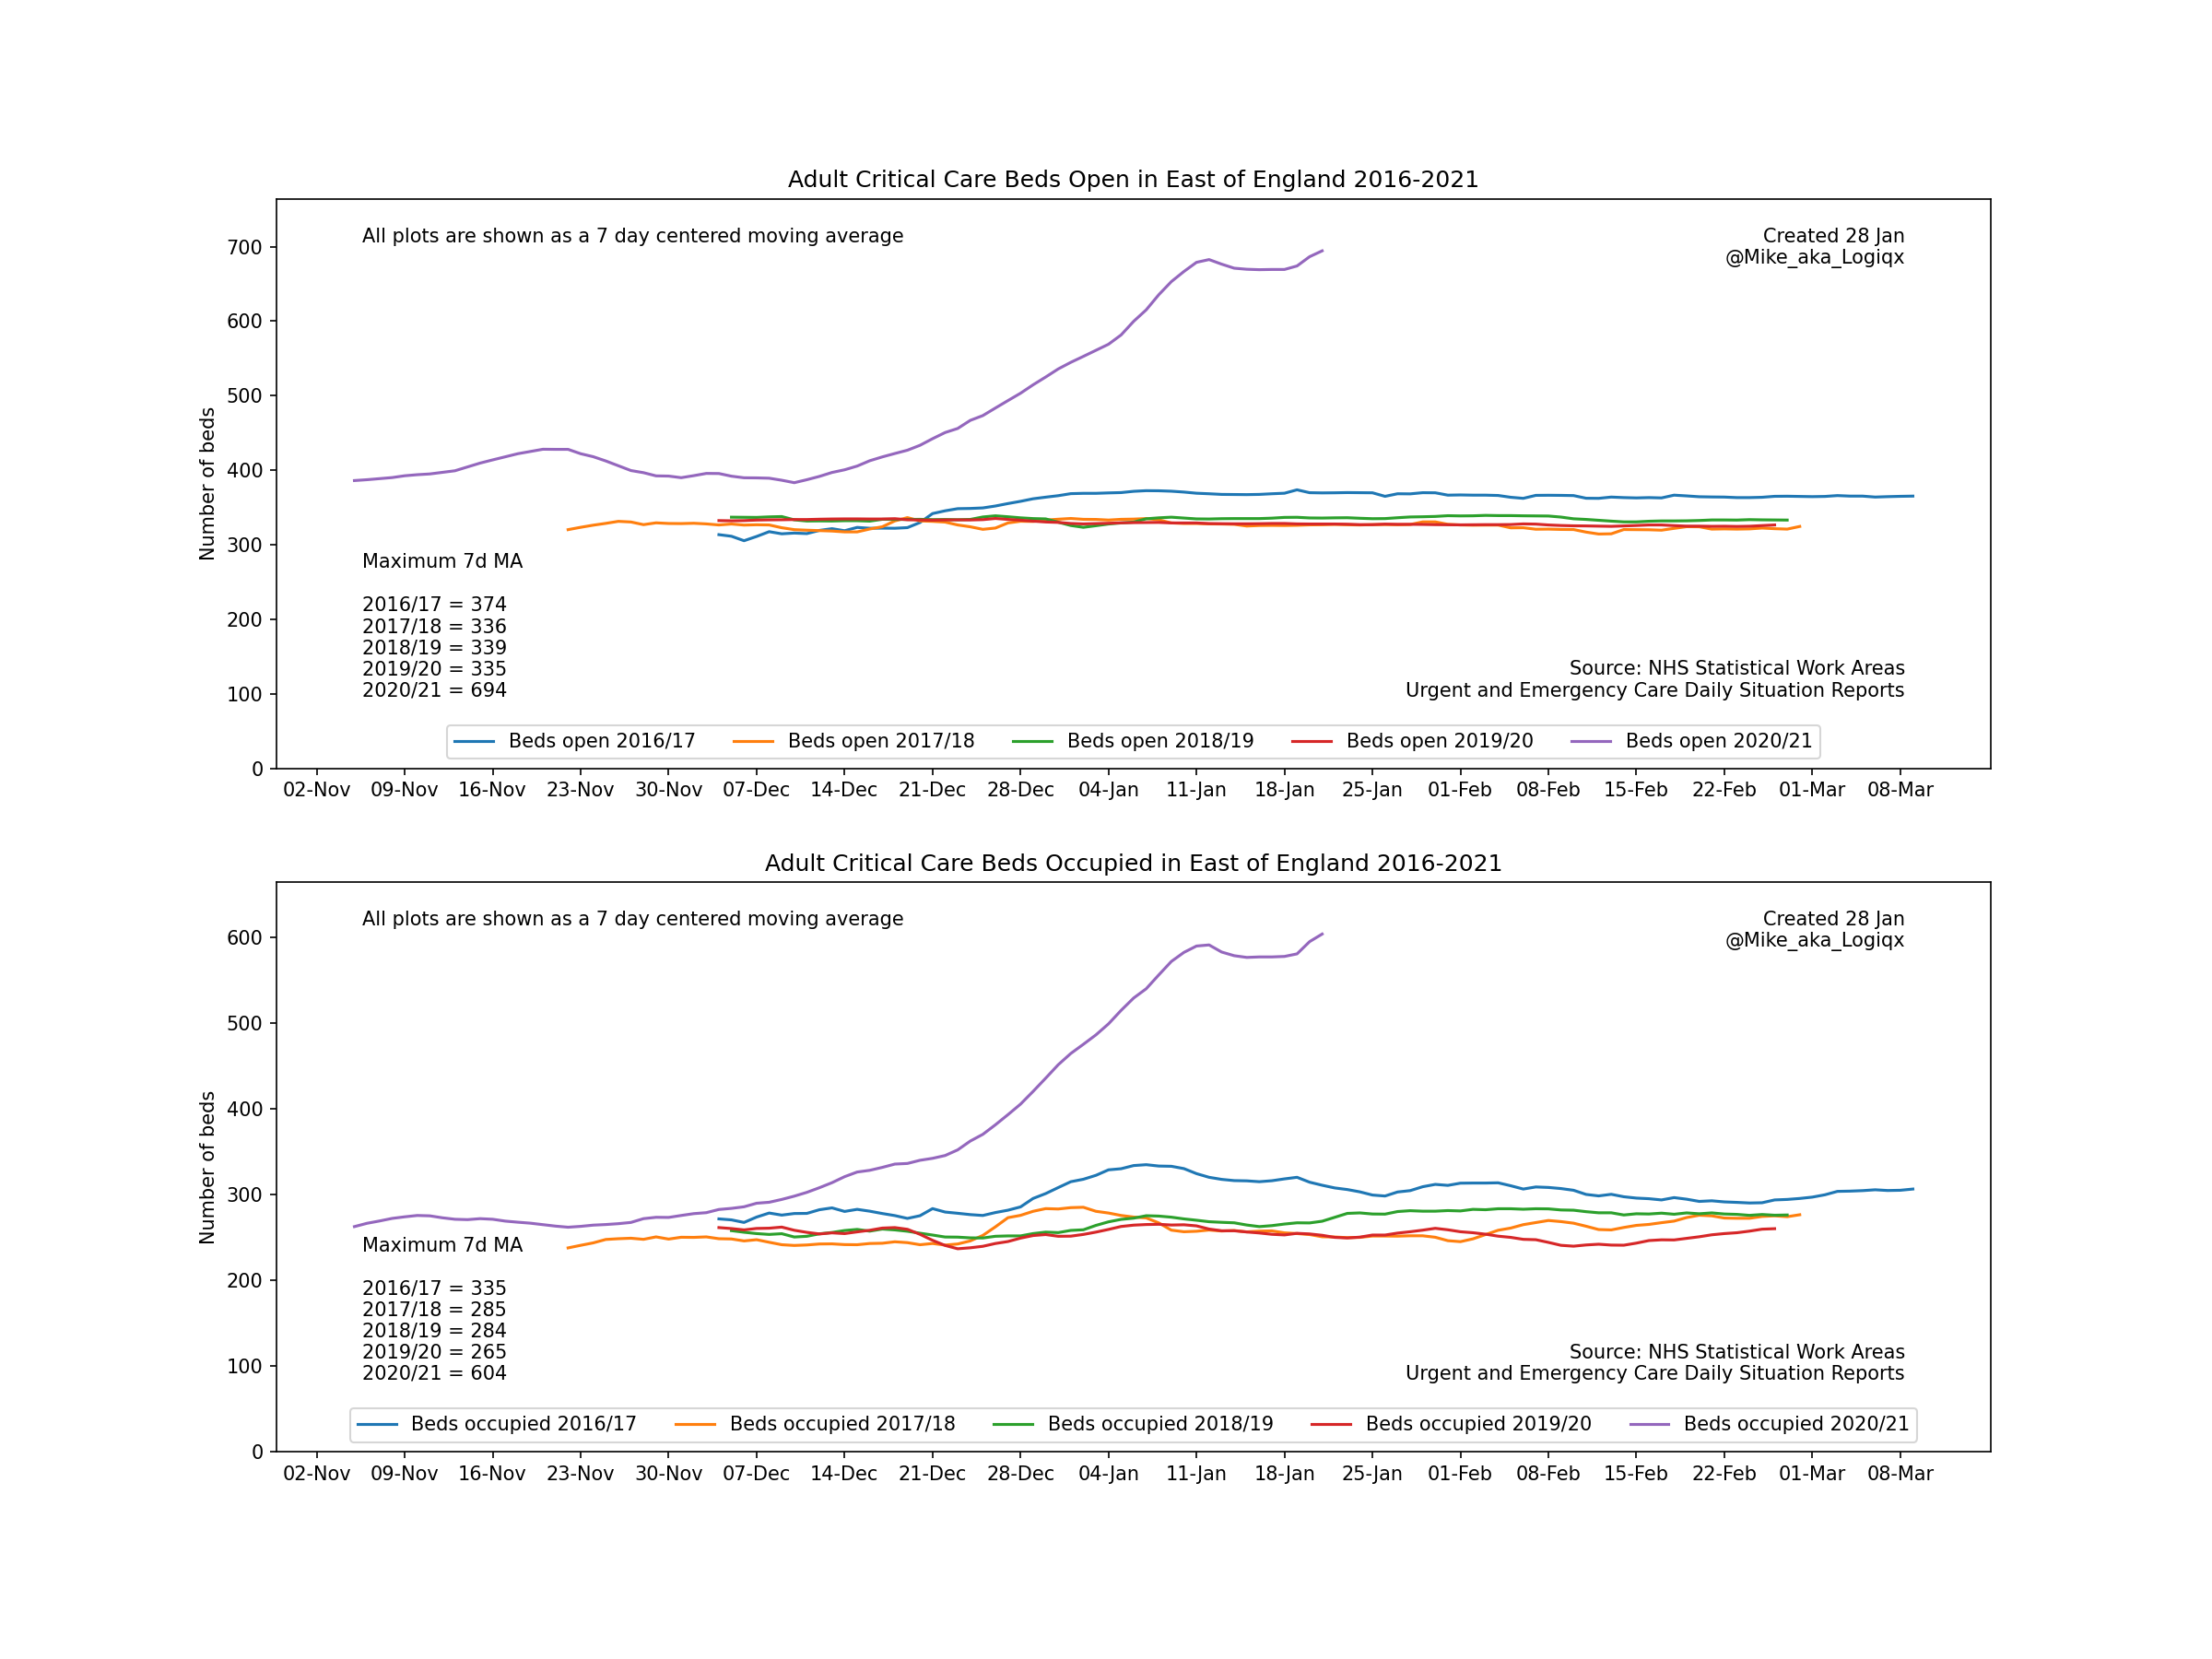 Adult Critical Care Beds Open in East of England 2016-2021
All plots are shown as a 7 day centered moving average
Created 28 Jan
@Mike_aka_Logiqx
Number of beds
700
600
500
400
300
200
100
0
Maximum 7d MA
2016/17 = 374
2017/18 = 336
2018/19 = 339
2019/20 = 335
2020/21 = 694
Source: NHS Statistical Work Areas
Urgent and Emergency Care Daily Situation Reports
Beds open 2016/17 Beds open 2017/18 Beds open 2018/19 Beds open 2019/20 Beds open 2020/21
02-Nov 09-Nov 16-Nov 23-Nov 30-Nov 07-Dec 14-Dec 21-Dec 28-Dec 04-Jan 11-Jan 18-Jan 25-Jan 01-Feb 08-Feb 15-Feb 22-Feb 01-Mar 08-Mar
Adult Critical Care Beds Occupied in East of England 2016-2021
All plots are shown as a 7 day centered moving average
Created 28 Jan
@Mike_aka_Logiqx
Number of beds
600
500
400
300
200
100
0
Maximum 7d MA
2016/17 = 335
2017/18 = 285
2018/19 = 284
2019/20 = 265
2020/21 = 604
Source: NHS Statistical Work Areas
Urgent and Emergency Care Daily Situation Reports
Beds occupied 2016/17 Beds occupied 2017/18 Beds occupied 2018/19 Beds occupied 2019/20 Beds occupied 2020/21
02-Nov 09-Nov 16-Nov 23-Nov 30-Nov 07-Dec 14-Dec 21-Dec 28-Dec 04-Jan 11-Jan 18-Jan 25-Jan 01-Feb 08-Feb 15-Feb 22-Feb 01-Mar 08-Mar